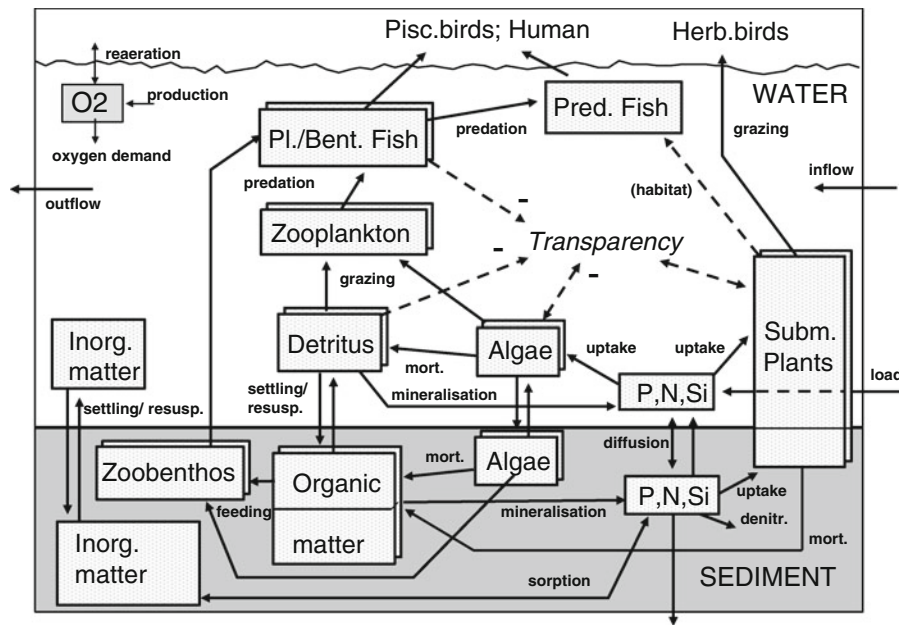 Pisc.birds; Human
Herb.birds
reaeration
WATER
O2
production
Pred. Fish
oxygen demand
Pl./Bent. Fish
predation
grazing
predation
(habitat)
inflow
outflow
-
Zooplankton
-
Transparency
-
grazing
Inorg.
matter
Detritus
Algae
Subm.
Plants
uptake
uptake
mort.
settling/
resusp.
mineralisation
P,N,Si
load
settling/ resusp.
diffusion
Zoobenthos
mort.
Algae
Organic
matter
feeding
mineralisation
P,N,Si
uptake
denitr.
Inorg.
matter
mort.
sorption
SEDIMENT